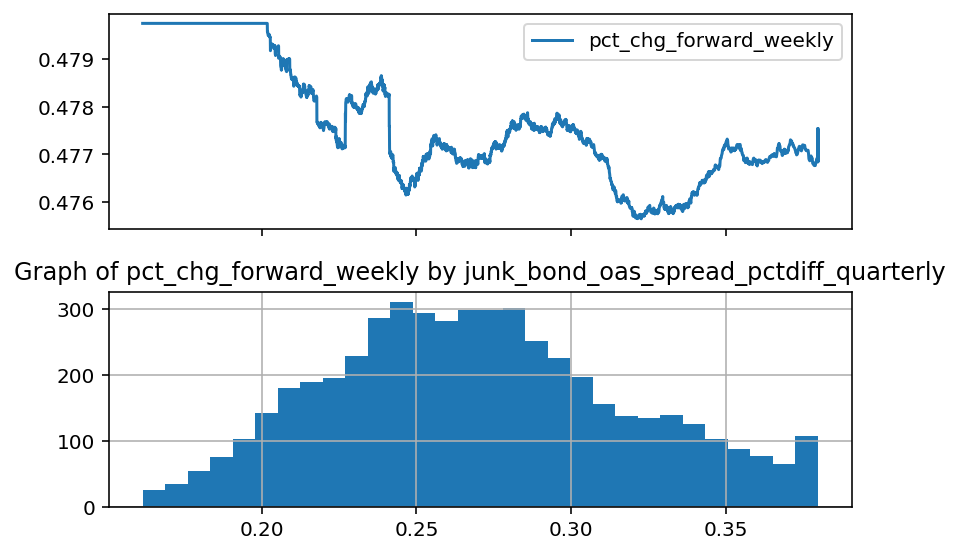 pct_chg_forward_weekly
0.479
0.478
0.477
0.476
Graph of pct_chg_forward_weekly by junk_bond_oas_spread_pctdiff_quarterly
300
200
100
0
0.20 0.25 0.30 0.35